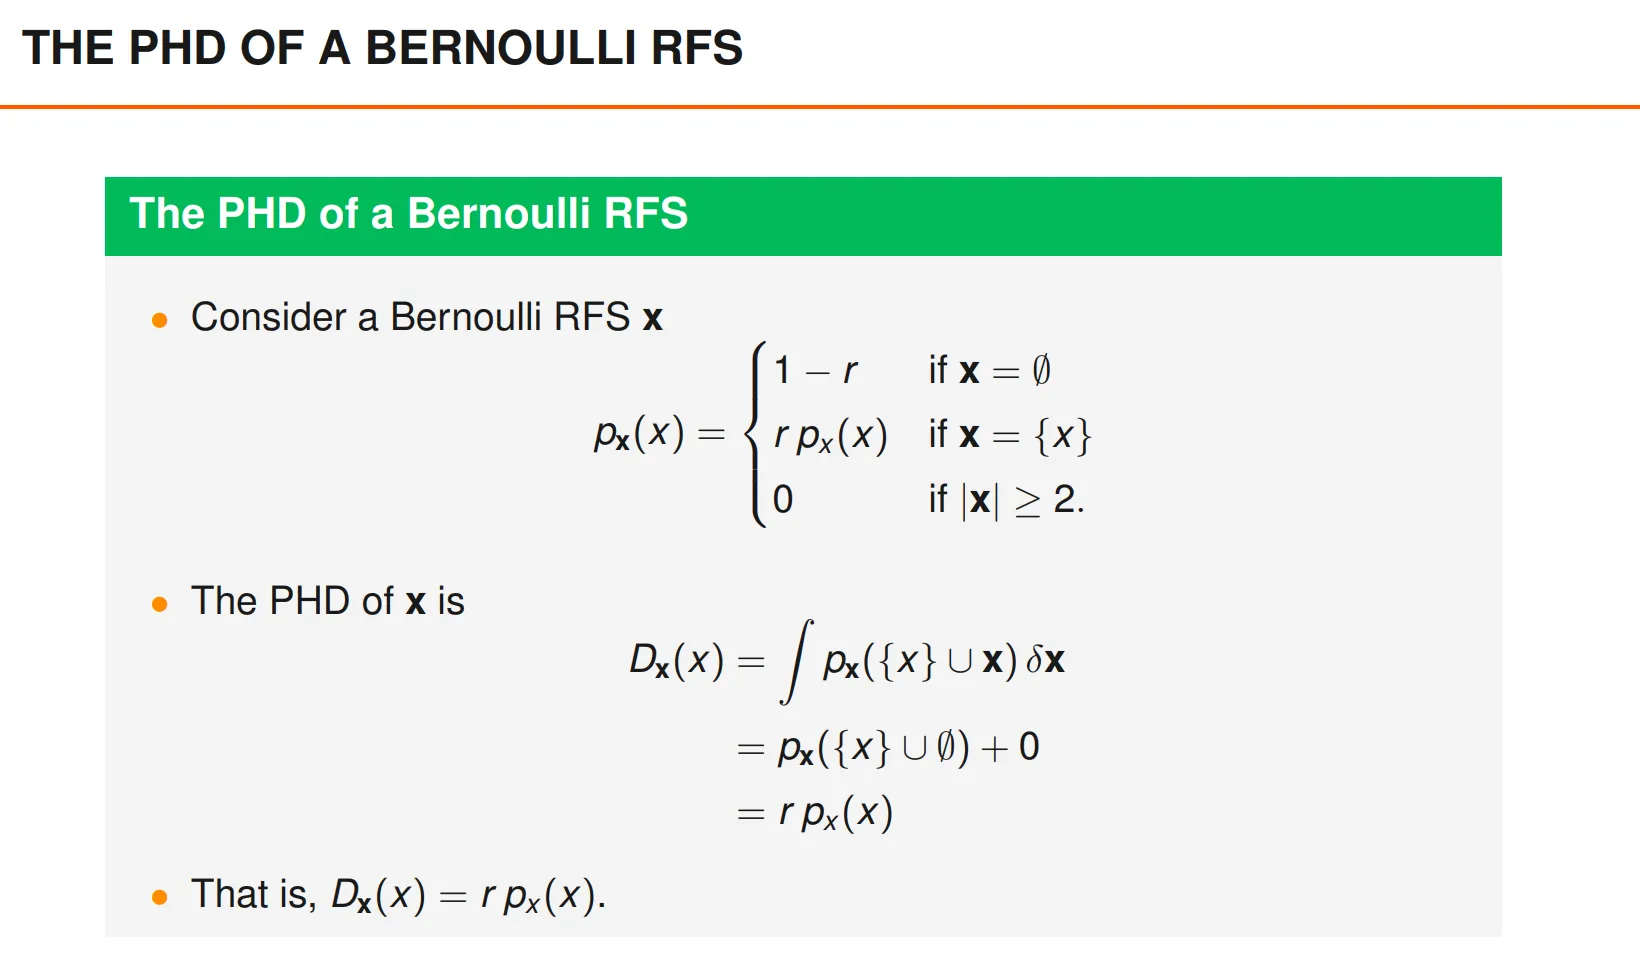 THE PHD OF A BERNOULLI RFS
The PHD of a Bernoulli RFS
• Consider a Bernoulli RFS **x**
$p_{\mathbf{x}}(x) = \begin{cases} 1 - r & \text{if } \mathbf{x} = \emptyset \\ r\, p_x(x) & \text{if } \mathbf{x} = \{x\} \\ 0 & \text{if } |\mathbf{x}| \geq 2. \end{cases}$
• The PHD of **x** is
$D_{\mathbf{x}}(x) = \int p_{\mathbf{x}}(\{x\} \cup \mathbf{x})\, \delta\mathbf{x}$
$= p_{\mathbf{x}}(\{x\} \cup \emptyset) + 0$
$= r\, p_x(x)$
• That is, $D_{\mathbf{x}}(x) = r\, p_x(x)$.